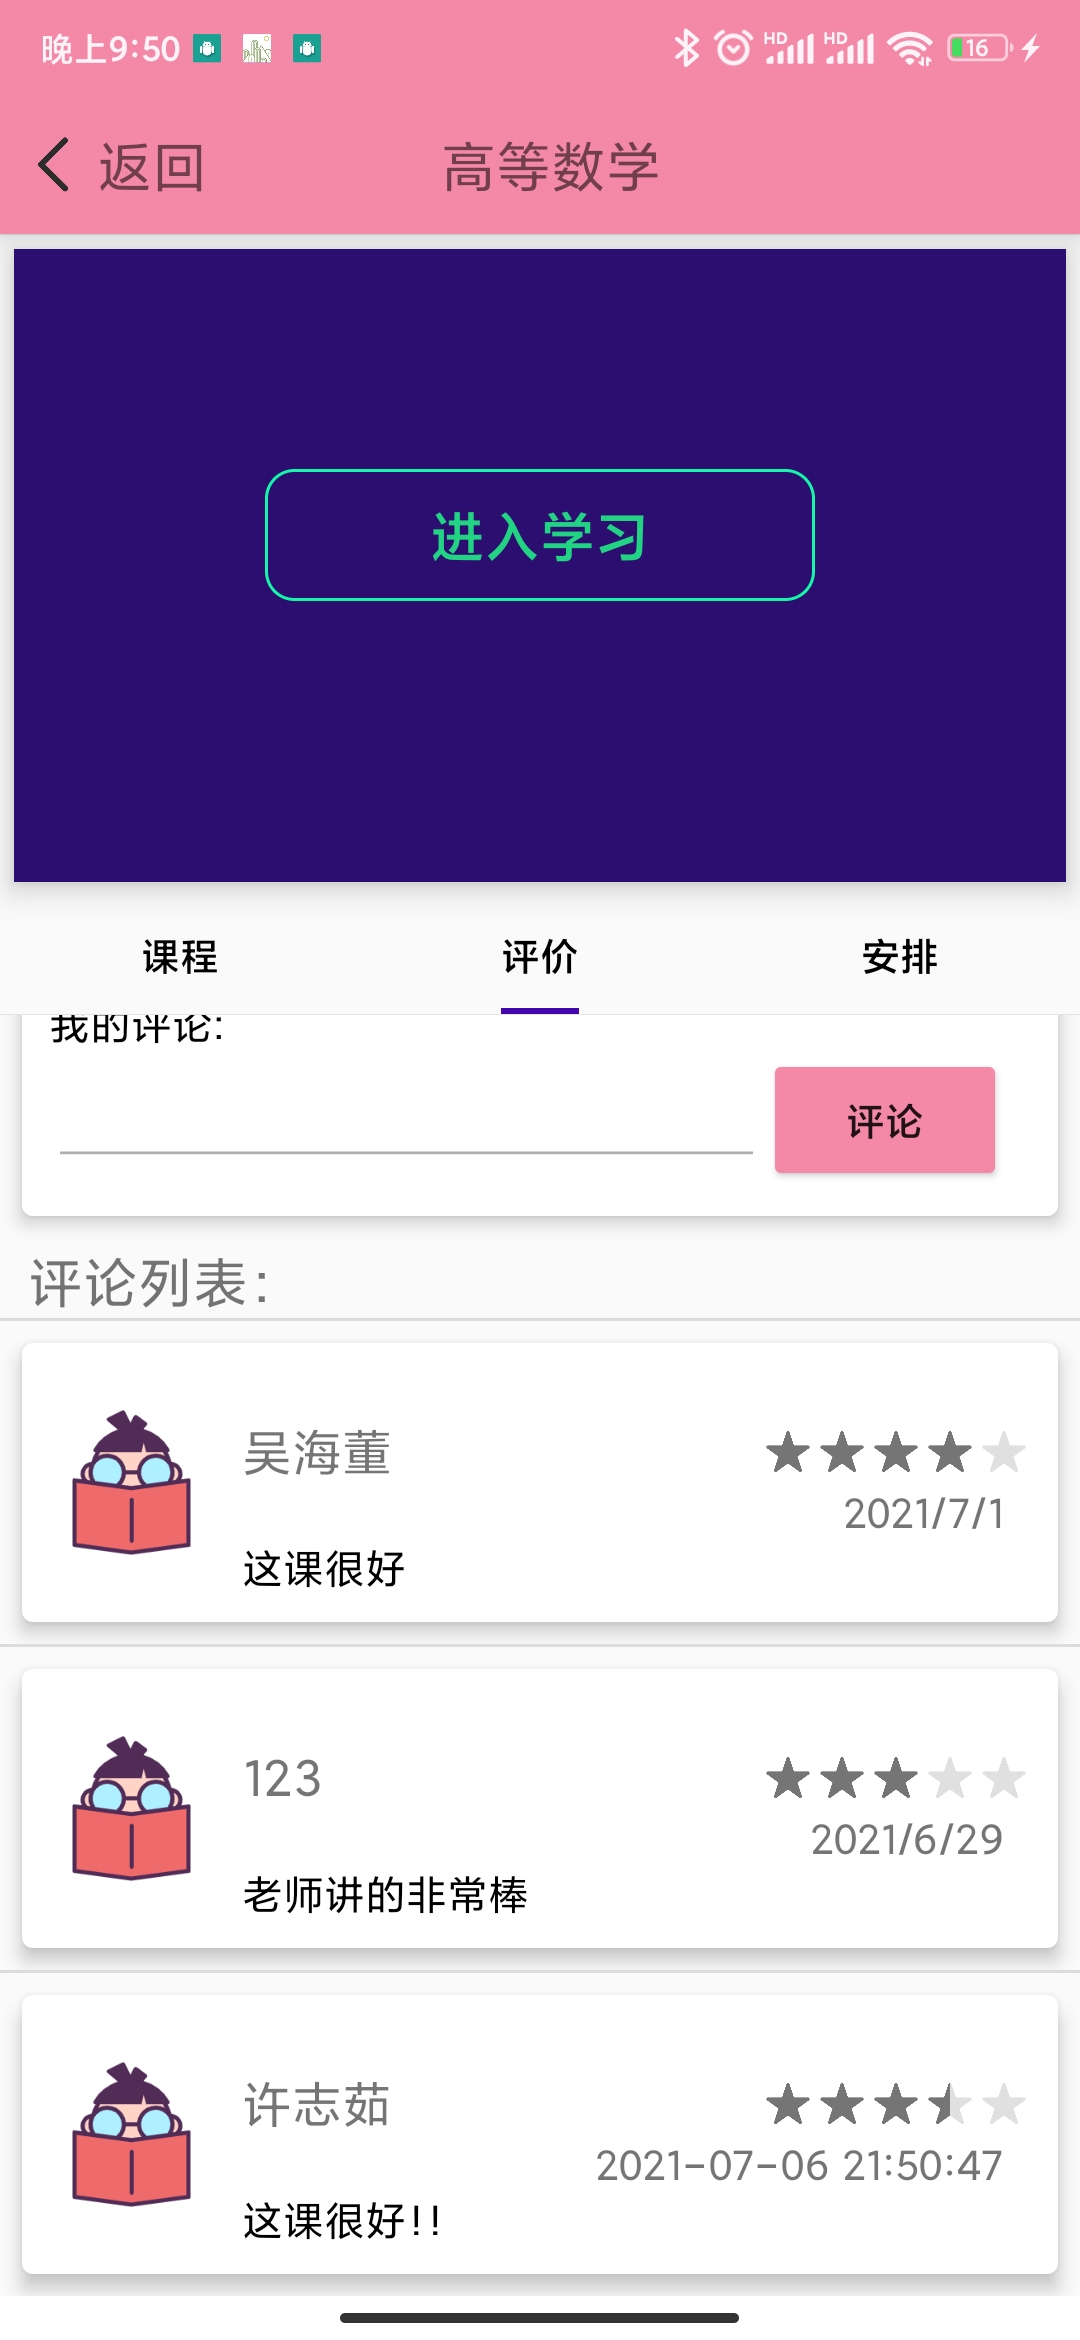 晚上9:50 HD HD 16
返回 高等数学
进入学习
课程 评价 安排
我的评论:
评论
评论列表:
吴海董
2021/7/1
这课很好
123
2021/6/29
老师讲的非常棒
许志茹
2021-07-06 21:50:47
这课很好!!